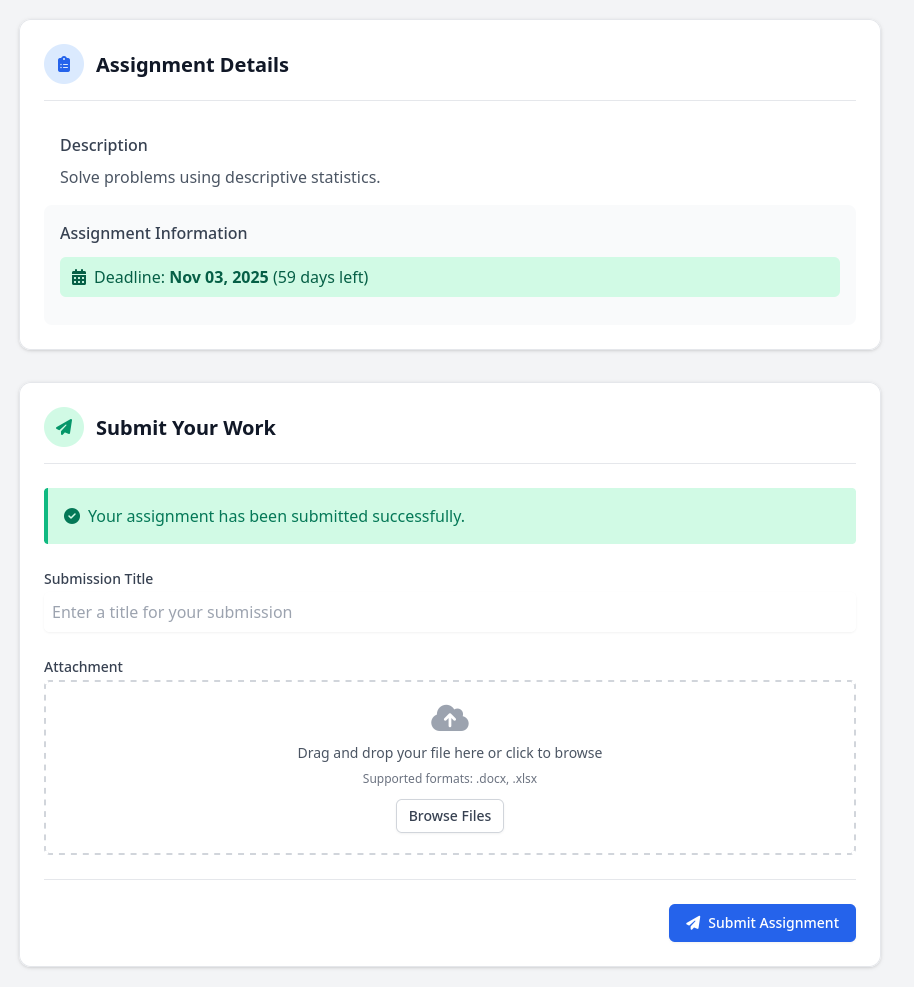 Assignment Details
Description
Solve problems using descriptive statistics.
Assignment Information
Deadline: Nov 03, 2025 (59 days left)
Submit Your Work
Your assignment has been submitted successfully.
Submission Title
Enter a title for your submission
Attachment
Drag and drop your file here or click to browse
Supported formats: .docx, .xlsx
Browse Files
Submit Assignment